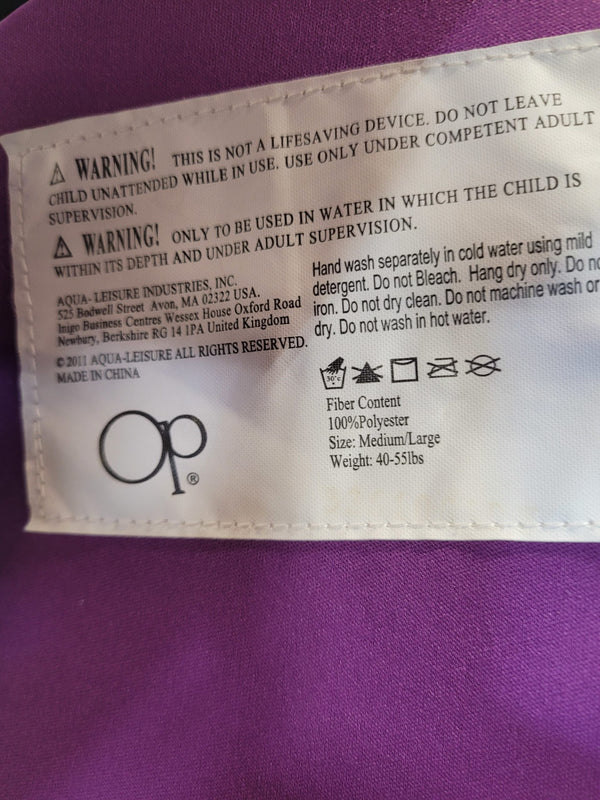 ⚠ WARNING! THIS IS NOT A LIFESAVING DEVICE. DO NOT LEAVE
CHILD UNATTENDED WHILE IN USE. USE ONLY UNDER COMPETENT ADULT
SUPERVISION.
⚠ WARNING! ONLY TO BE USED IN WATER IN WHICH THE CHILD IS
WITHIN ITS DEPTH AND UNDER ADULT SUPERVISION.
AQUA-LEISURE INDUSTRIES, INC.
525 Bodwell Street Avon, MA 02322 USA.
Inigo Business Centres Wessex House Oxford Road
Newbury, Berkshire RG 14 1PA United Kingdom
© 2011 AQUA-LEISURE ALL RIGHTS RESERVED.
MADE IN CHINA
Op®
Hand wash separately in cold water using mild
detergent. Do not Bleach. Hang dry only. Do
iron. Do not dry clean. Do not machine wash or
dry. Do not wash in hot water.
30°c
Fiber Content
100%Polyester
Size: Medium/Large
Weight: 40-55lbs